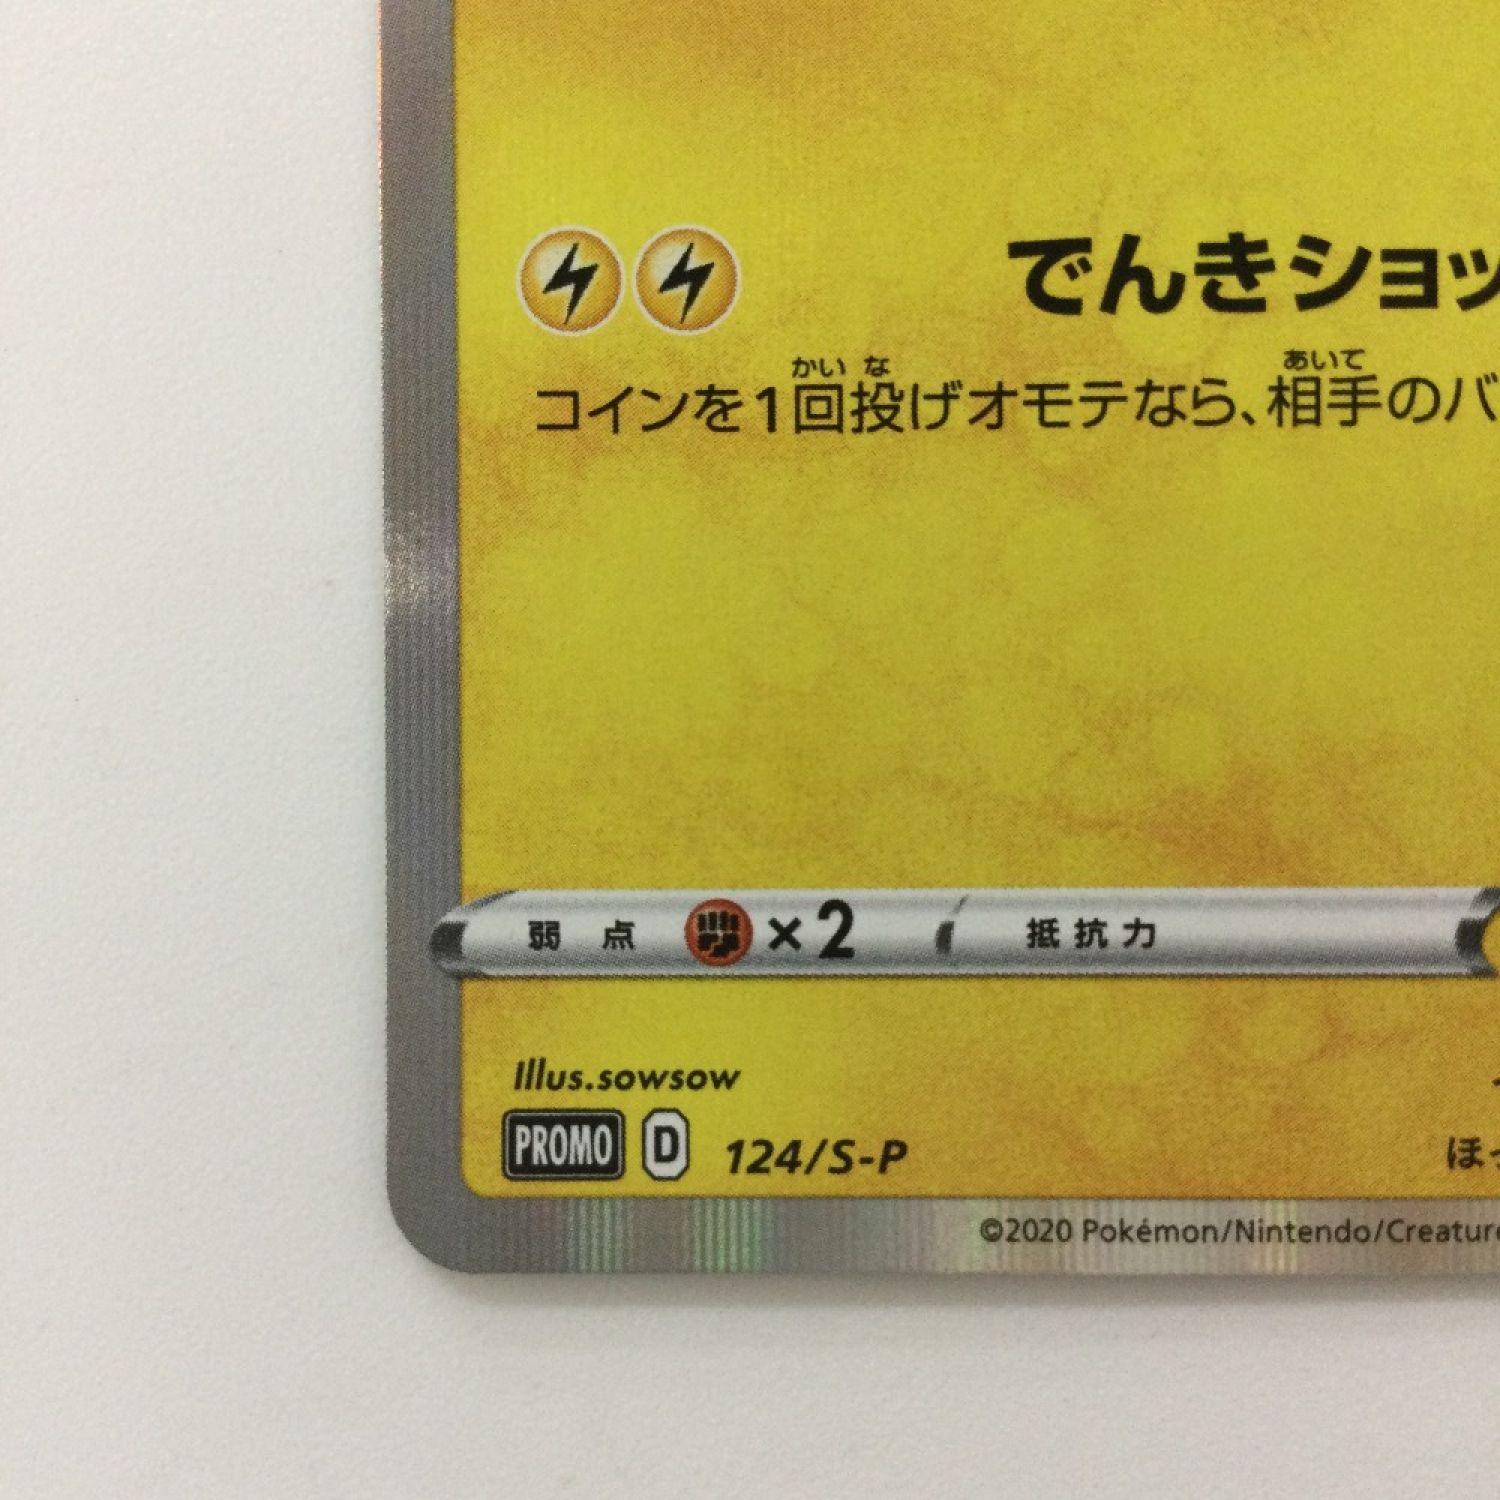 でんきショッ
コインを1回投げオモテなら、相手のバ
かい な あいて
弱点 ×2 抵抗力
Illus.sowsow
PROMO D 124/S-P
ほっ
©2020 Pokémon/Nintendo/Creature